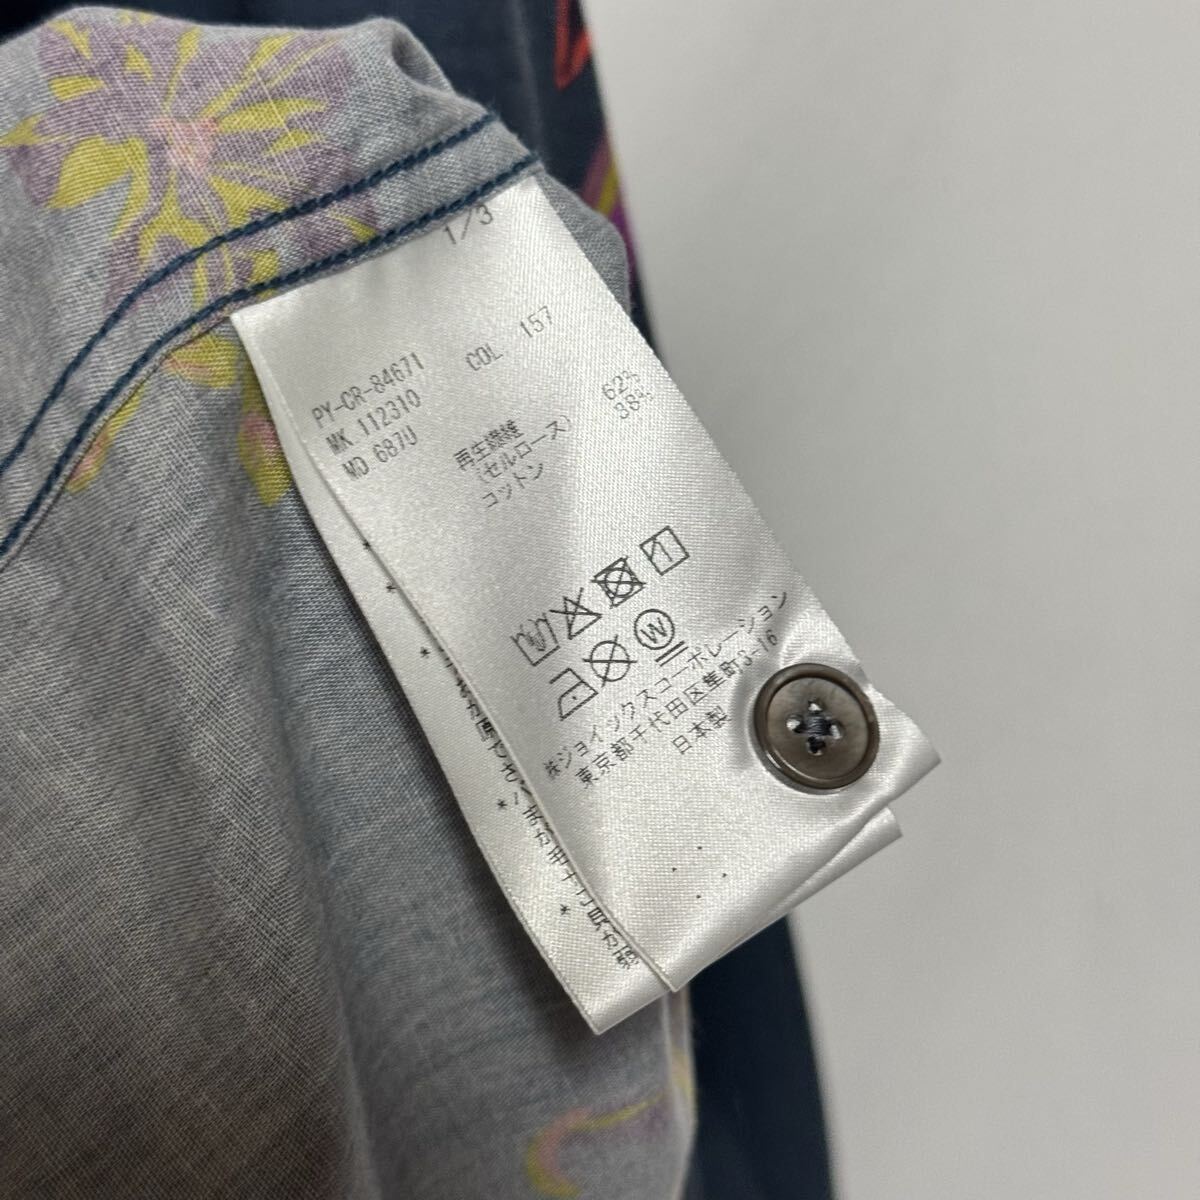 1/3
PY-CR-84671 COL. 157
MK 112310
MD 687U
再生繊維 62%
(セルロース)
コットン 38%
1
W
㈱ジョイックスコーポレーション
東京都千代田区隼町3-16
日本製